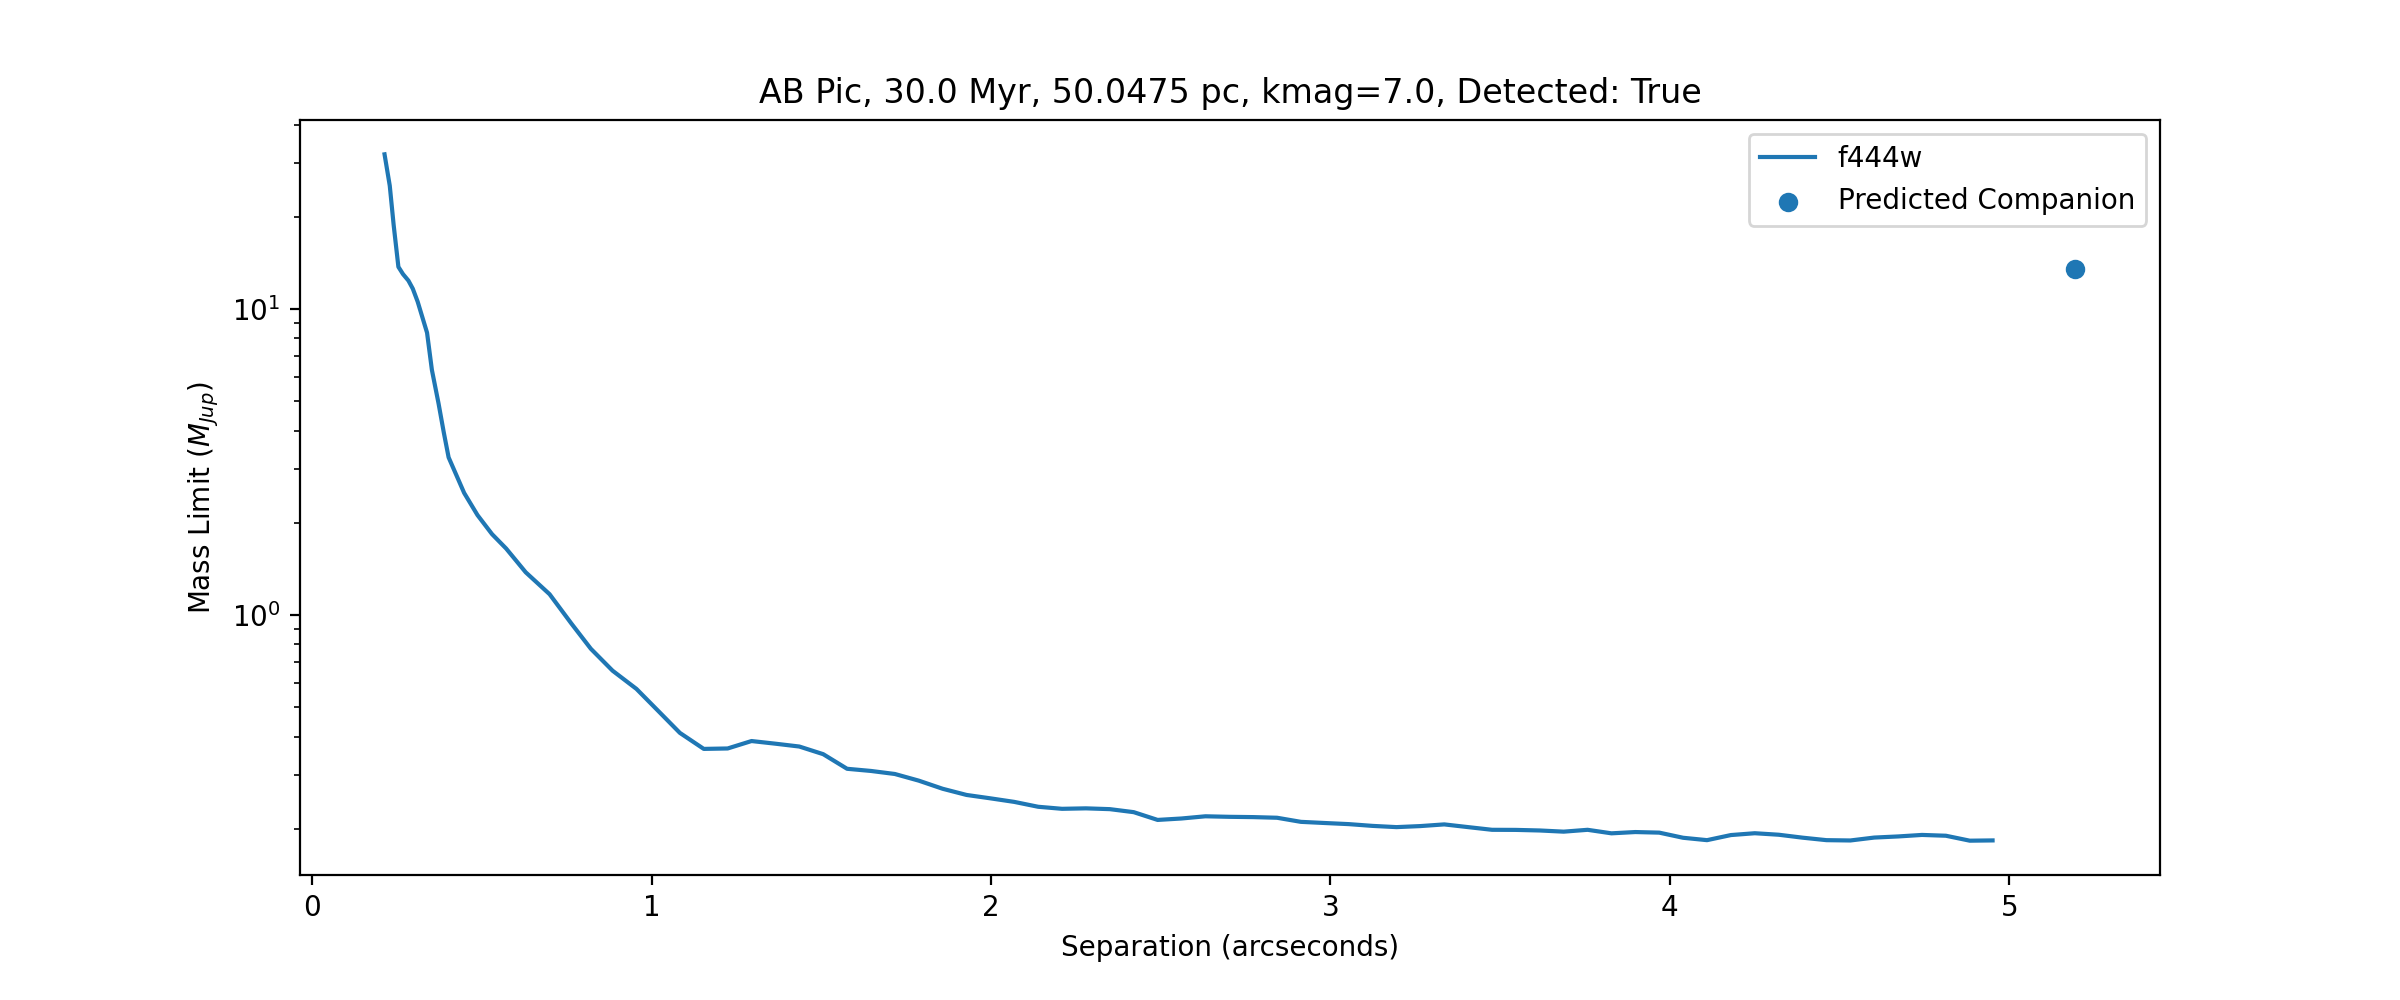 AB Pic, 30.0 Myr, 50.0475 pc, kmag=7.0, Detected: True
f444w
Predicted Companion
10¹
10⁰
Mass Limit (M_Jup)
0 1 2 3 4 5
Separation (arcseconds)